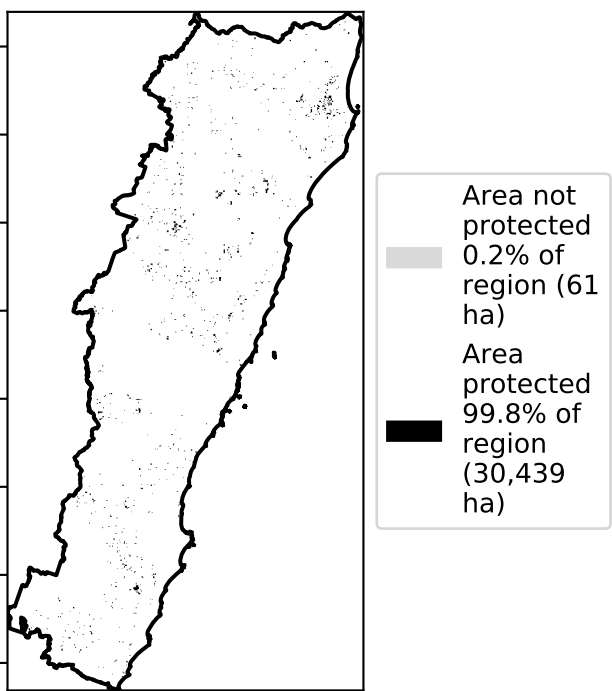 Area not
protected
0.2% of
region (61
ha)
Area
protected
99.8% of
region
(30,439
ha)